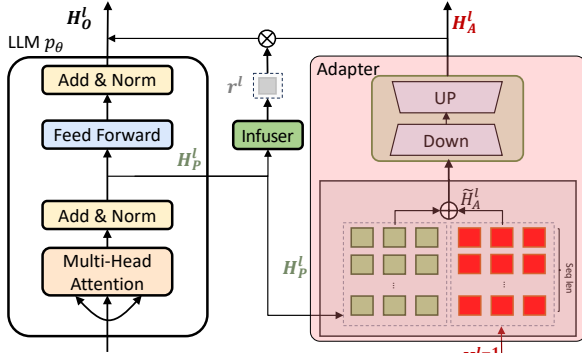 H_O^l
H_A^l
LLM p_θ
Adapter
Add & Norm
r^l
UP
Feed Forward
Infuser
Down
H_P^l
H̃_A^l
Add & Norm
H_P^l
Multi-Head
Attention
...
...
Seq len